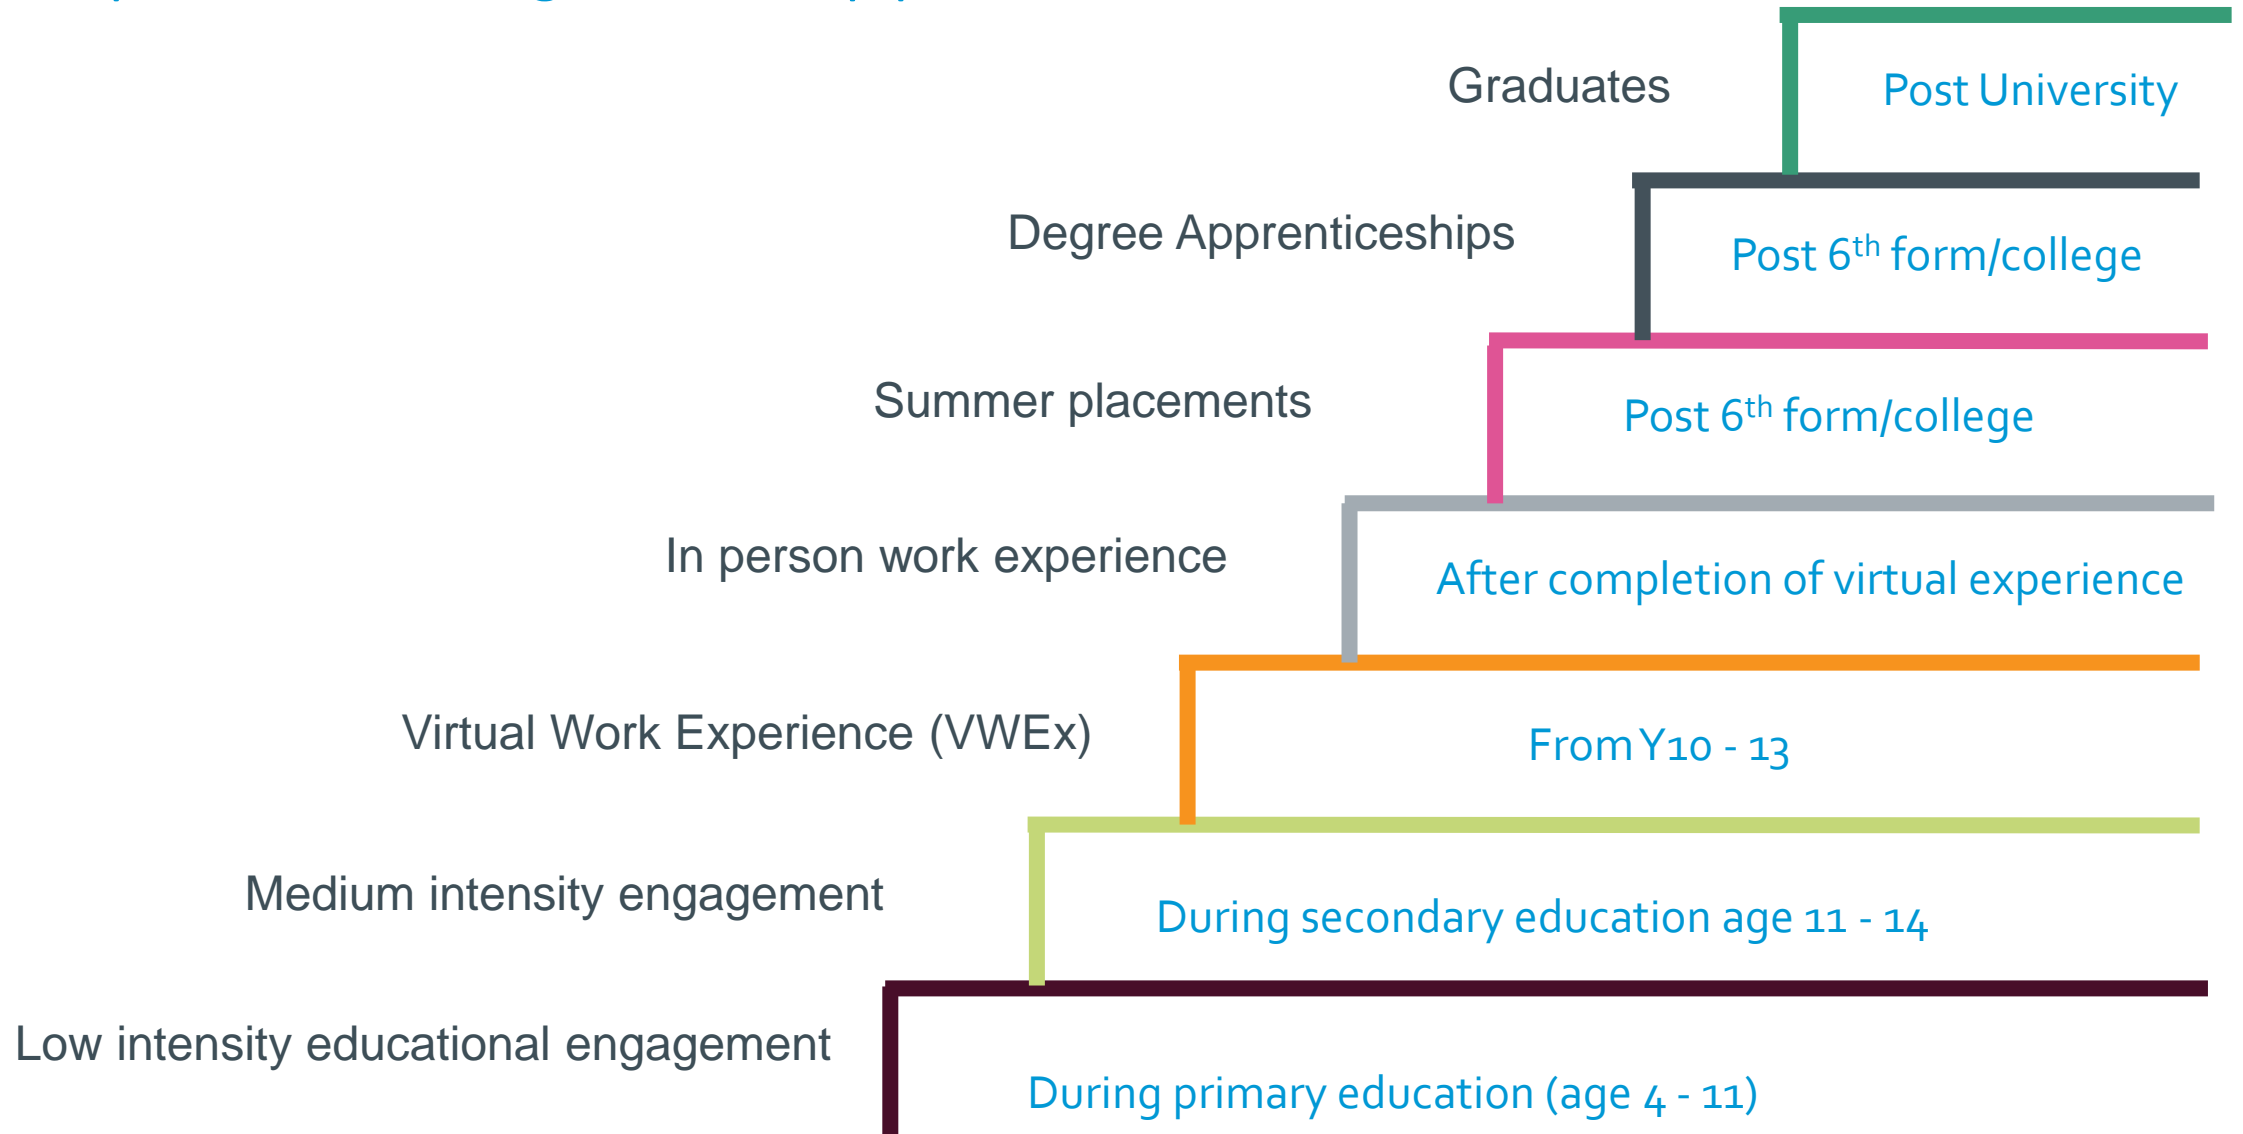 Graduates
Post University
Degree Apprenticeships
Post 6th form/college
Summer placements
Post 6th form/college
In person work experience
After completion of virtual experience
Virtual Work Experience (VWEx)
From Y10 - 13
Medium intensity engagement
During secondary education age 11 - 14
Low intensity educational engagement
During primary education (age 4 - 11)